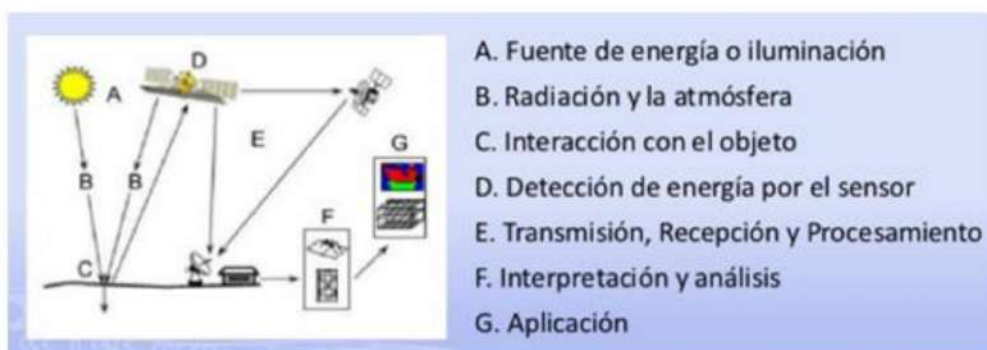 A
D
B
B
E
C
F
G
A. Fuente de energía o iluminación
B. Radiación y la atmósfera
C. Interacción con el objeto
D. Detección de energía por el sensor
E. Transmisión, Recepción y Procesamiento
F. Interpretación y análisis
G. Aplicación